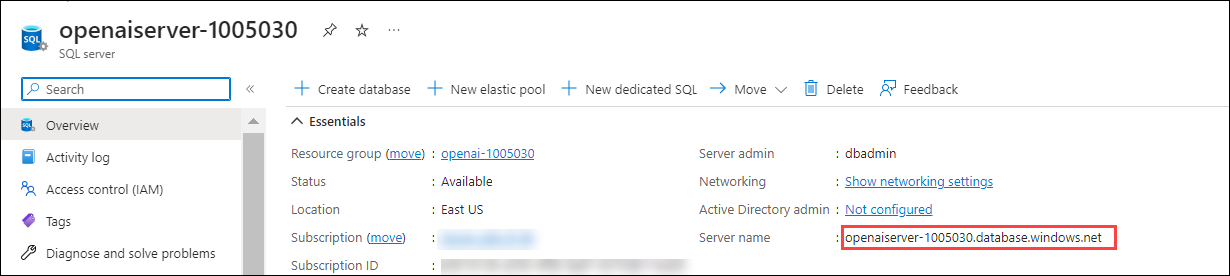 openaiserver-1005030
SQL server
Search
Overview
Activity log
Access control (IAM)
Tags
Diagnose and solve problems
Create database New elastic pool New dedicated SQL Move Delete Feedback
Essentials
Resource group (move) : openai-1005030
Status : Available
Location : East US
Subscription (move) :
Subscription ID :
Server admin : dbadmin
Networking : Show networking settings
Active Directory admin : Not configured
Server name : openaiserver-1005030.database.windows.net